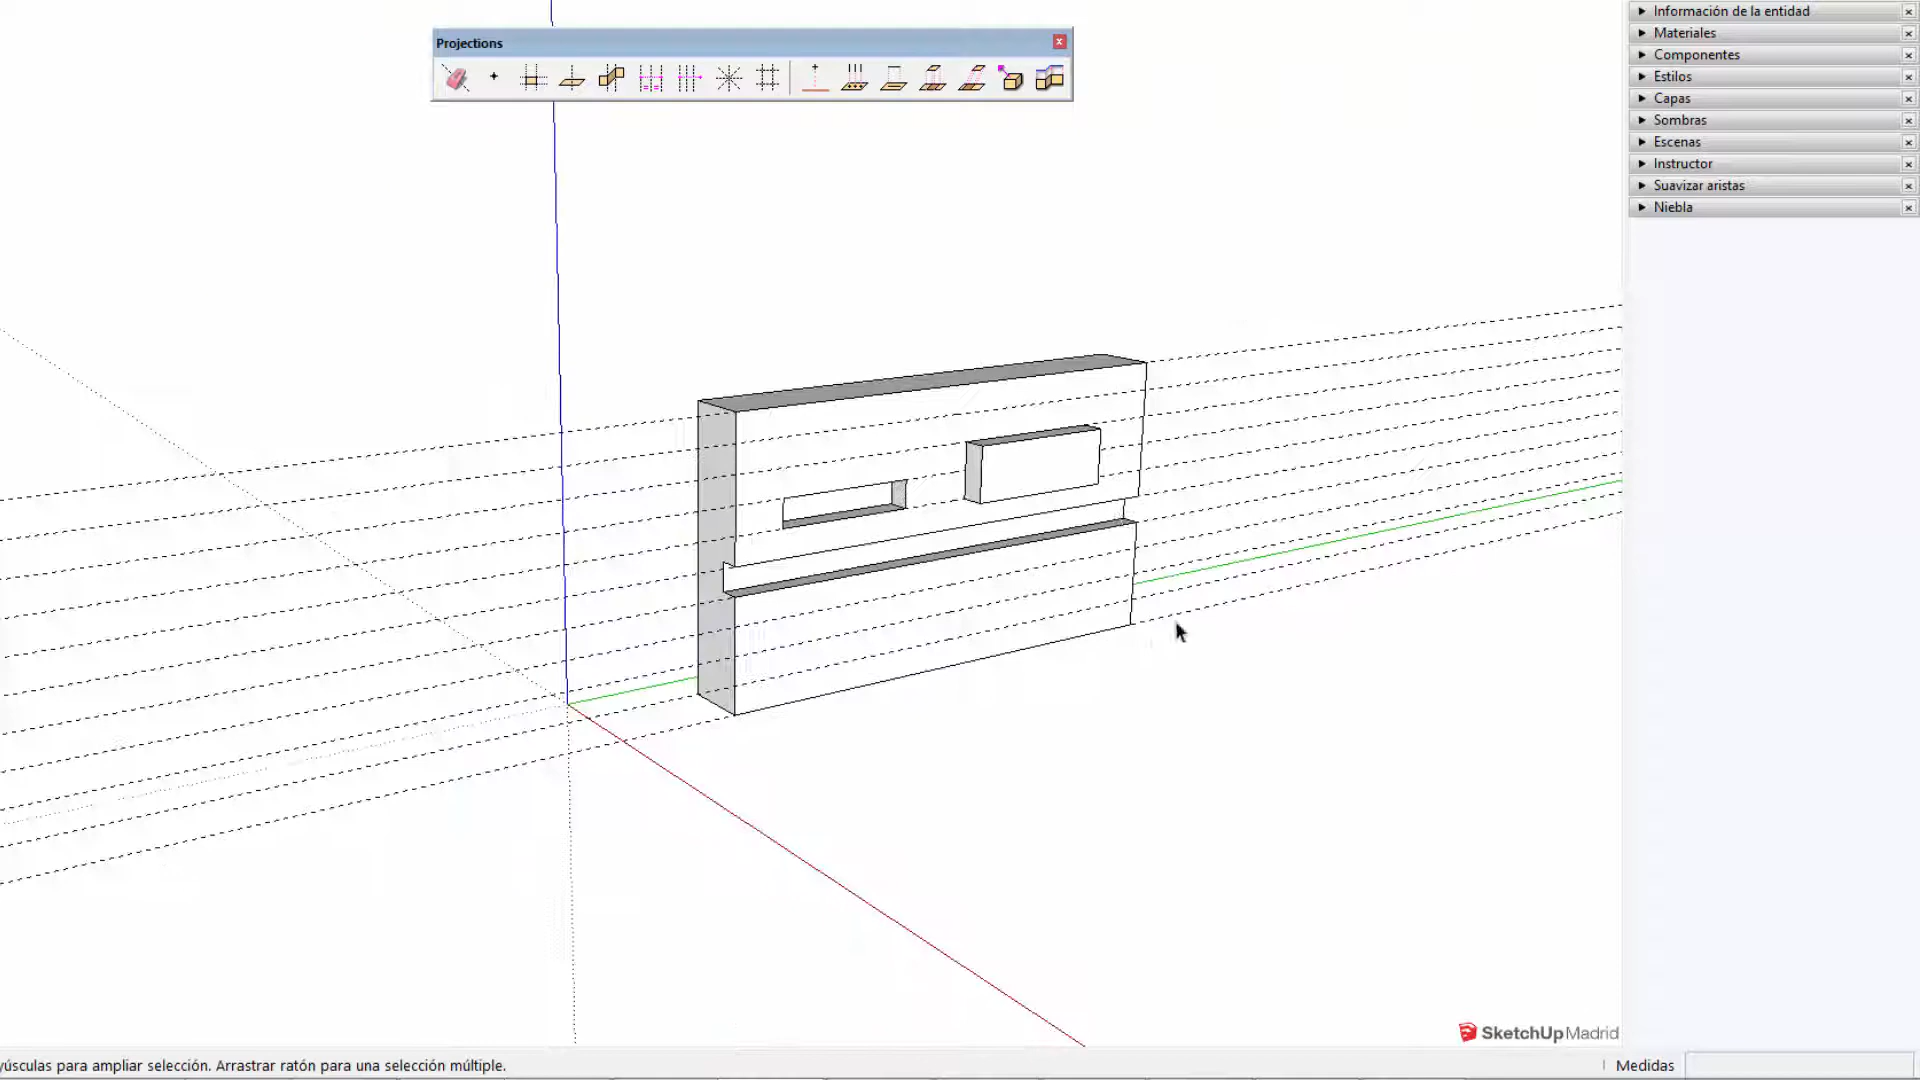 Projections
Información de la entidad
Materiales
Componentes
Estilos
Capas
Sombras
Escenas
Instructor
Suavizar aristas
Niebla
SketchUp Madrid
yúsculas para ampliar selección. Arrastrar ratón para una selección múltiple.
Medidas